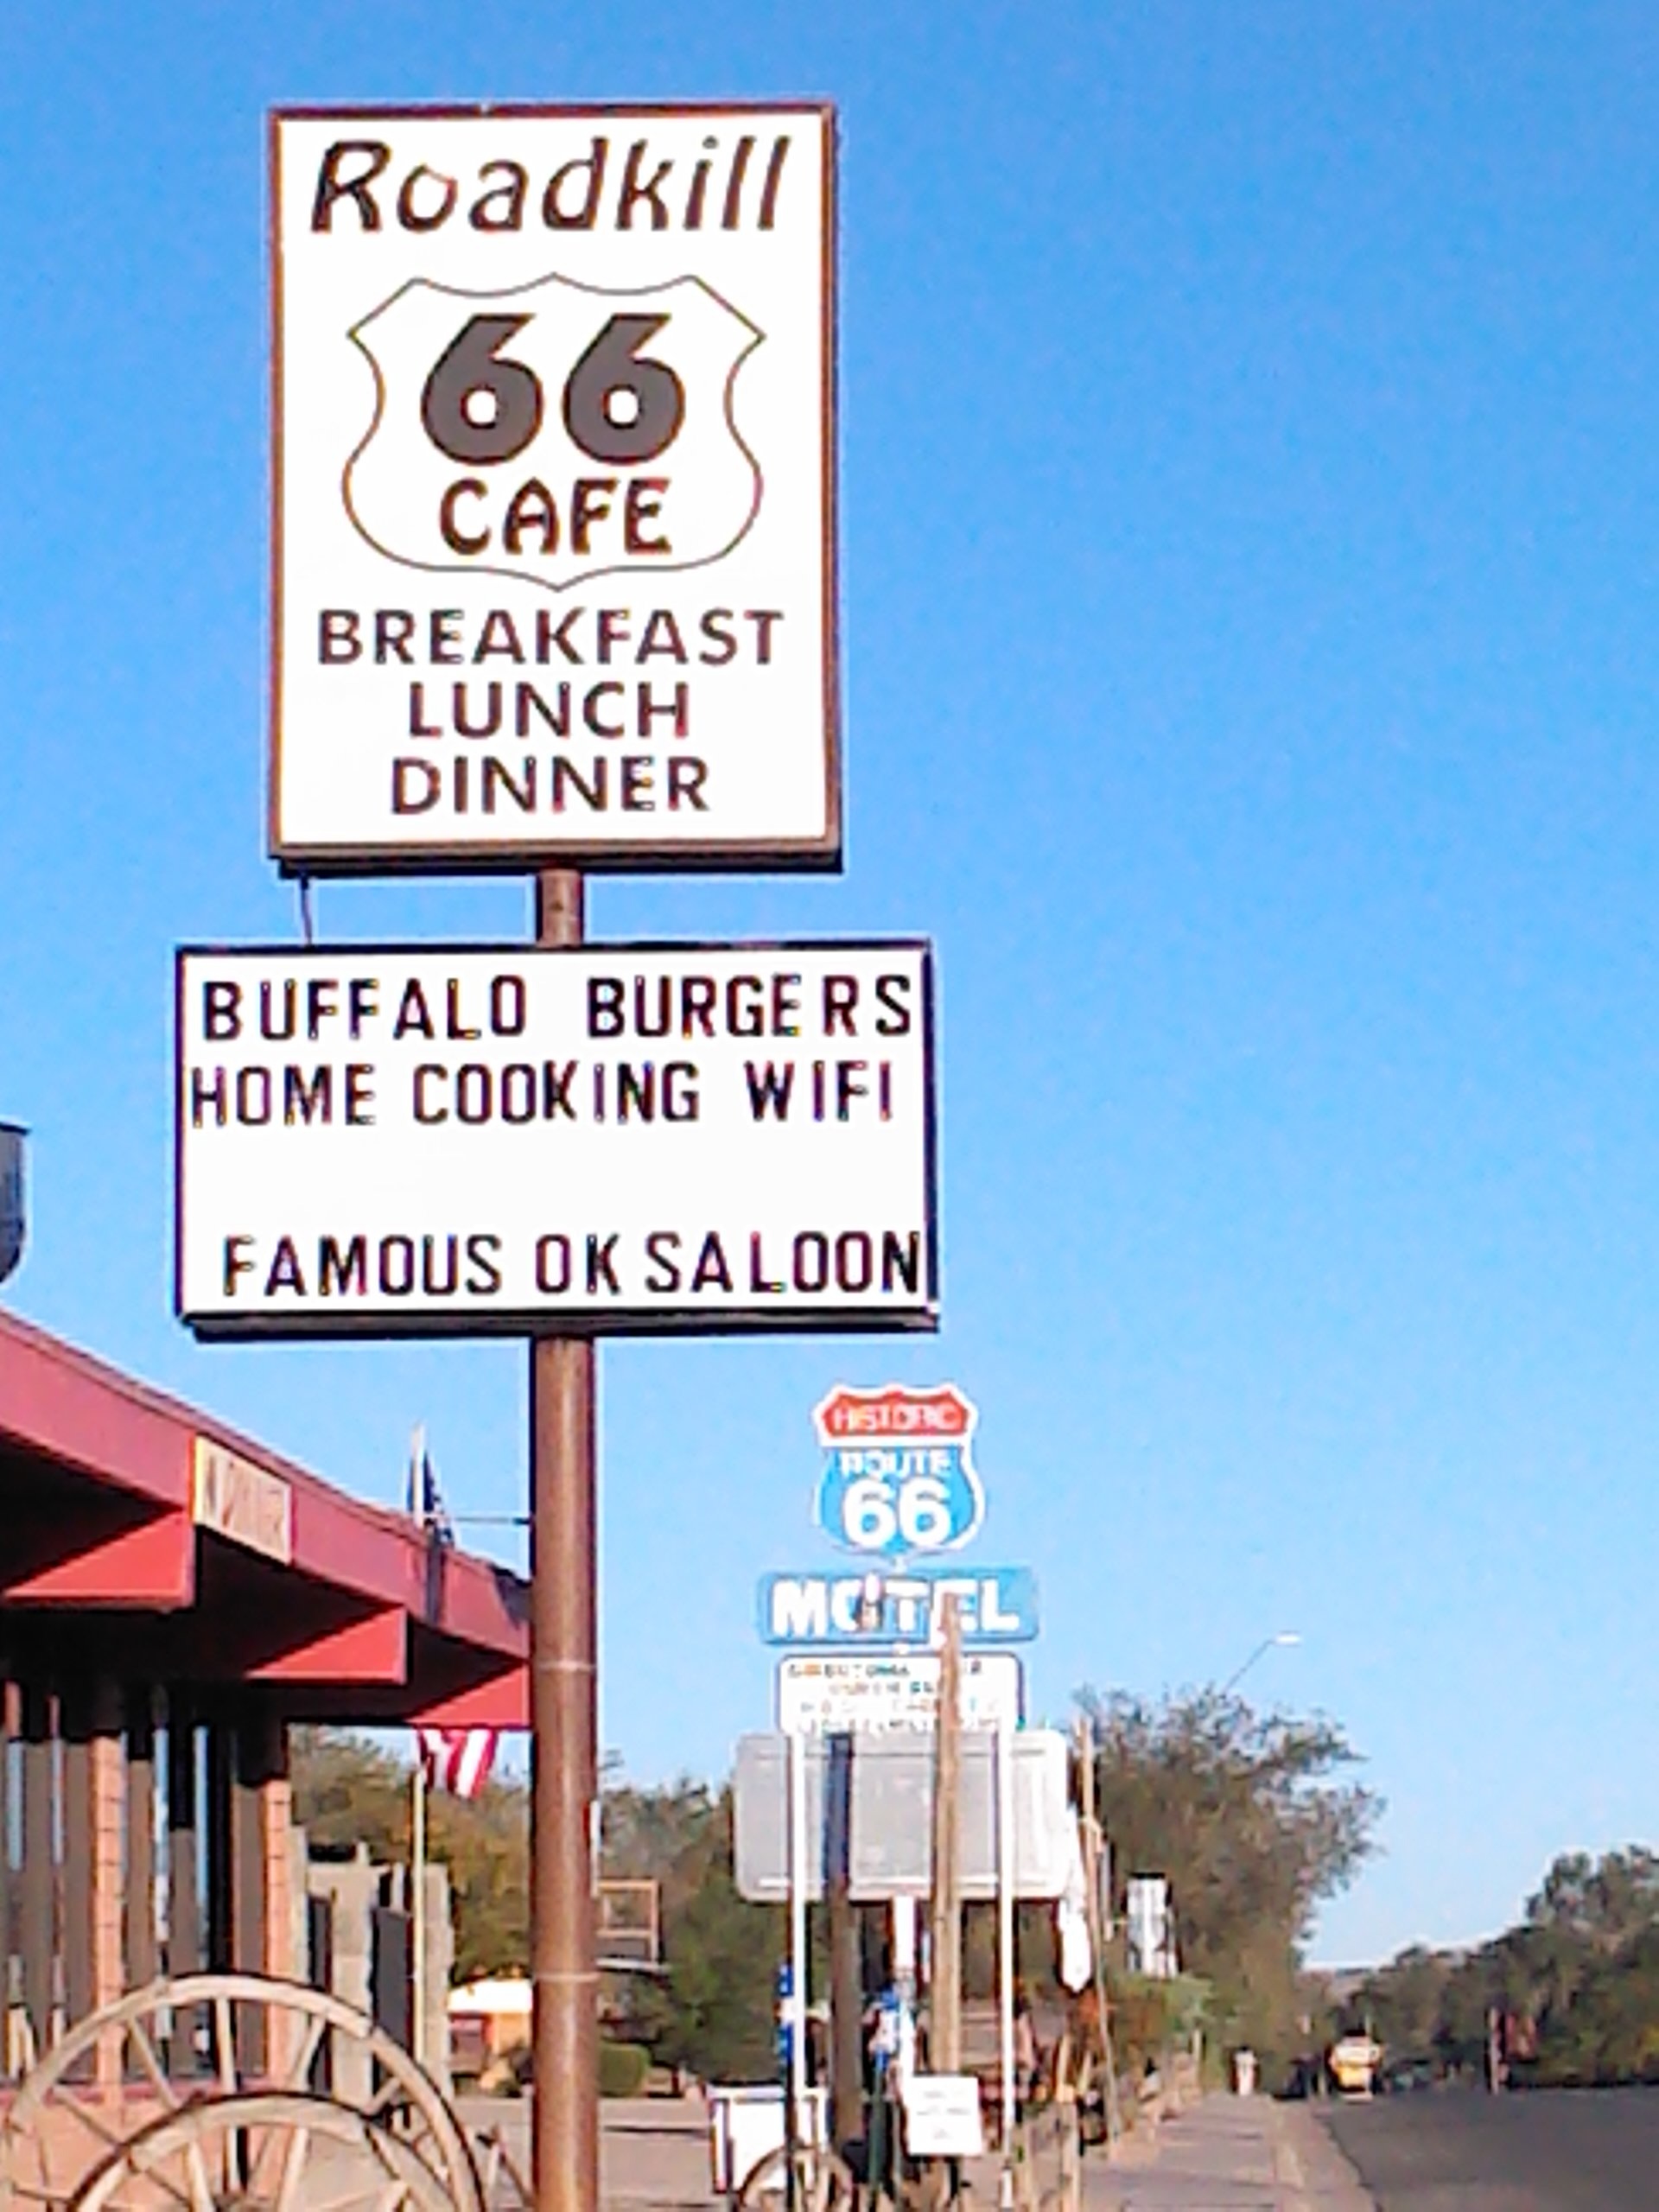 Roadkill
66
CAFE
BREAKFAST
LUNCH
DINNER
BUFFALO BURGERS
HOME COOKING WIFI
FAMOUS OK SALOON
HISTORIC
ROUTE
66
MOTEL